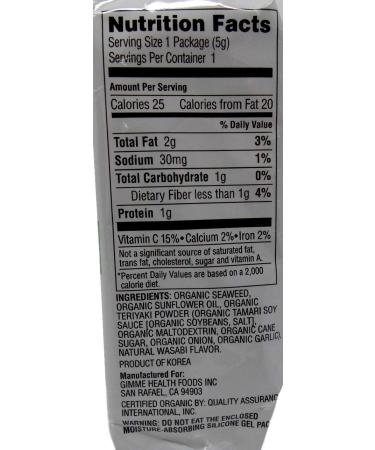 Nutrition Facts
Serving Size 1 Package (5g)
Servings Per Container 1
Amount Per Serving
Calories 25 Calories from Fat 20
% Daily Value
Total Fat 2g 3%
Sodium 30mg 1%
Total Carbohydrate 1g 0%
Dietary Fiber less than 1g 4%
Protein 1g
Vitamin C 15%•Calcium 2%•Iron 2%
Not a significant source of saturated fat,
trans fat, cholesterol, sugar and vitamin A.
*Percent Daily Values are based on a 2,000
calorie diet.
INGREDIENTS: ORGANIC SEAWEED,
ORGANIC SUNFLOWER OIL, ORGANIC
TERIYAKI POWDER (ORGANIC TAMARI SOY
SAUCE [ORGANIC SOYBEANS, SALT],
ORGANIC MALTODEXTRIN, ORGANIC CANE
SUGAR, ORGANIC ONION, ORGANIC GARLIC),
NATURAL WASABI FLAVOR.
PRODUCT OF KOREA
Manufactured For:
GIMME HEALTH FOODS INC
SAN RAFAEL, CA 94903
CERTIFIED ORGANIC BY: QUALITY ASSURANC
INTERNATIONAL, INC.
WARNING: DO NOT EAT THE ENCLOSED
MOISTURE-ABSORBING SILICONE GEL PAC